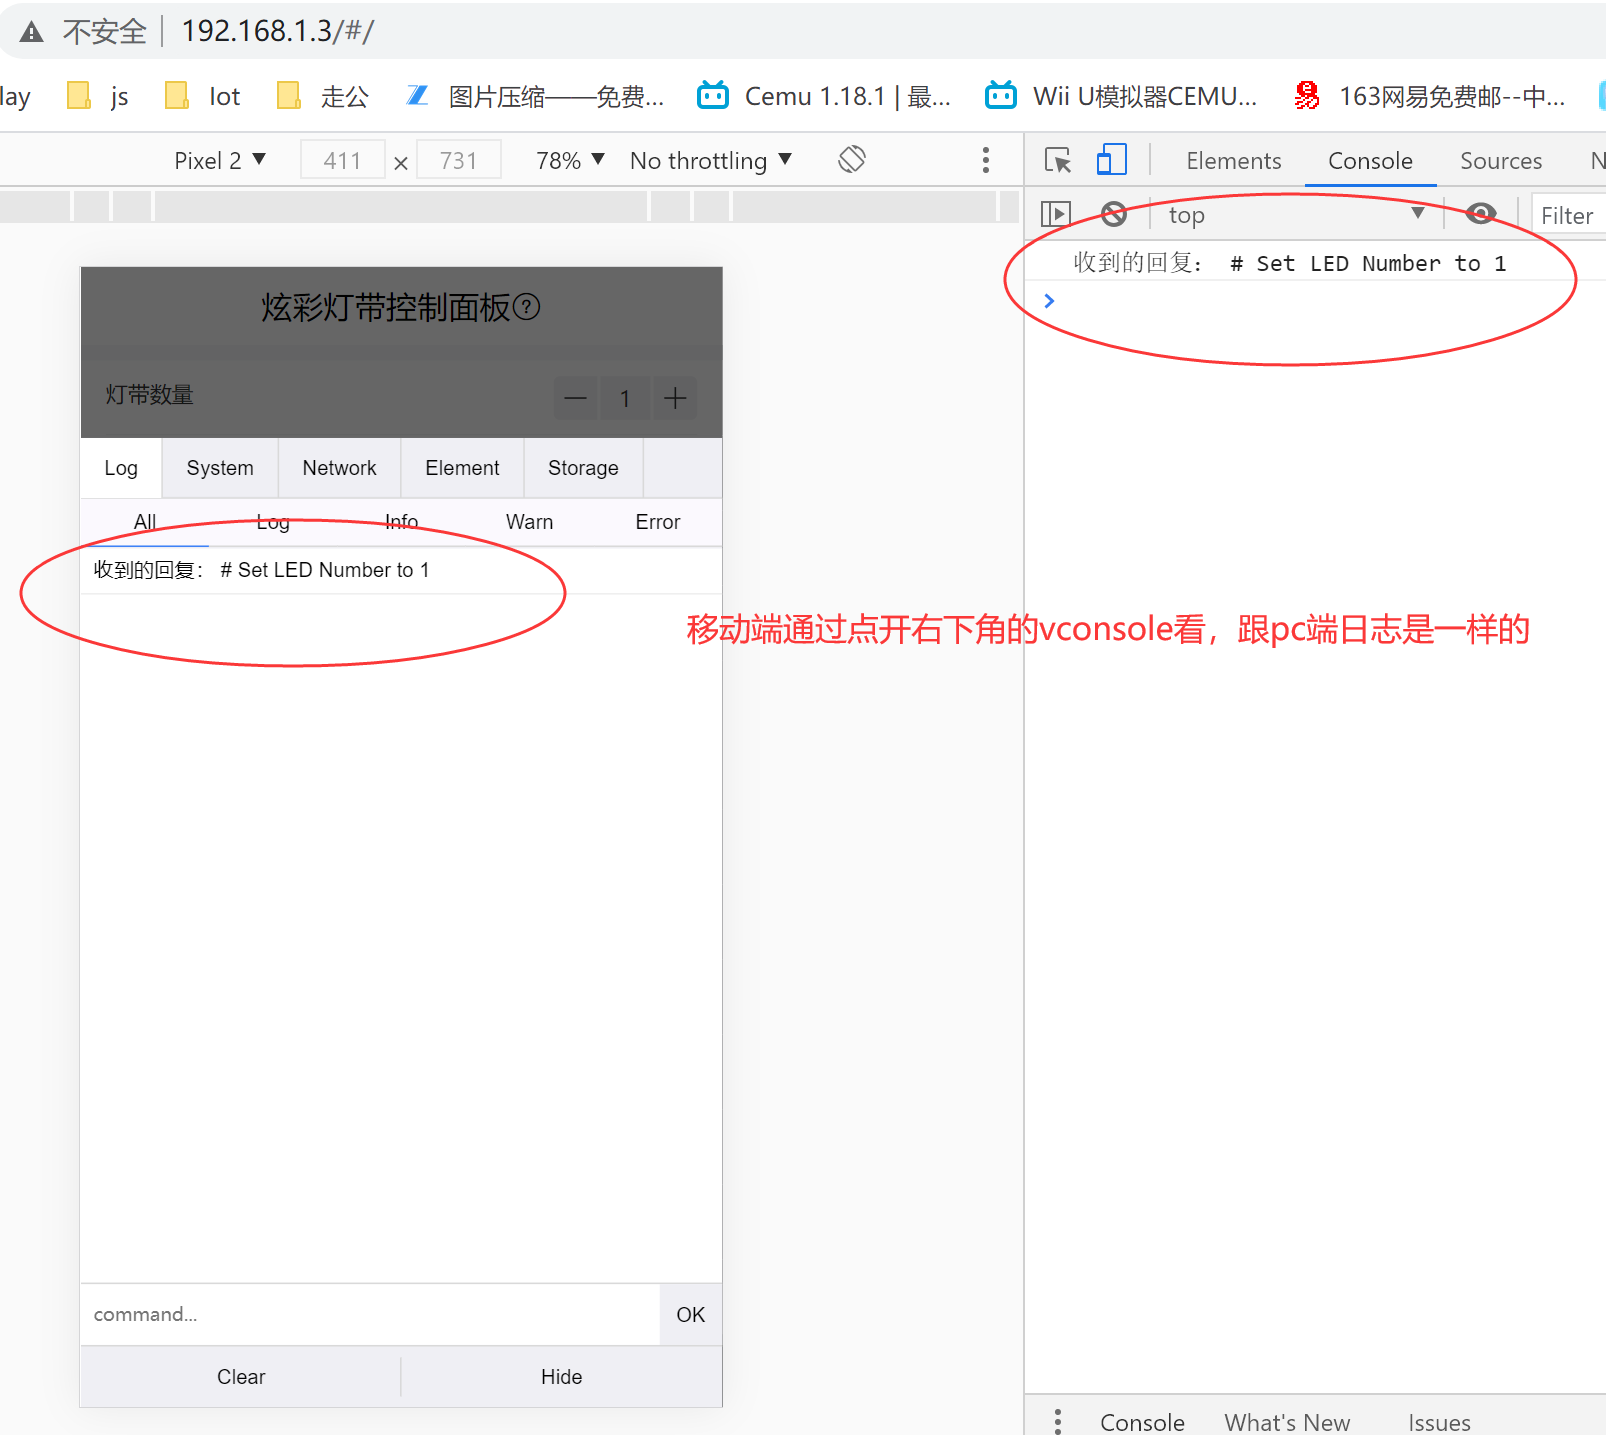 不安全 192.168.1.3/#/
lay js Iot 走公 图片压缩——免费... Cemu 1.18.1 | 最... Wii U模拟器CEMU... 163网易免费邮--中...
Pixel 2 411 × 731 78% No throttling
Elements Console Sources N
top Filter
收到的回复： # Set LED Number to 1
炫彩灯带控制面板
灯带数量 1
Log System Network Element Storage
All Log Info Warn Error
收到的回复： # Set LED Number to 1
移动端通过点开右下角的vconsole看，跟pc端日志是一样的
command... OK
Clear Hide
Console What's New Issues